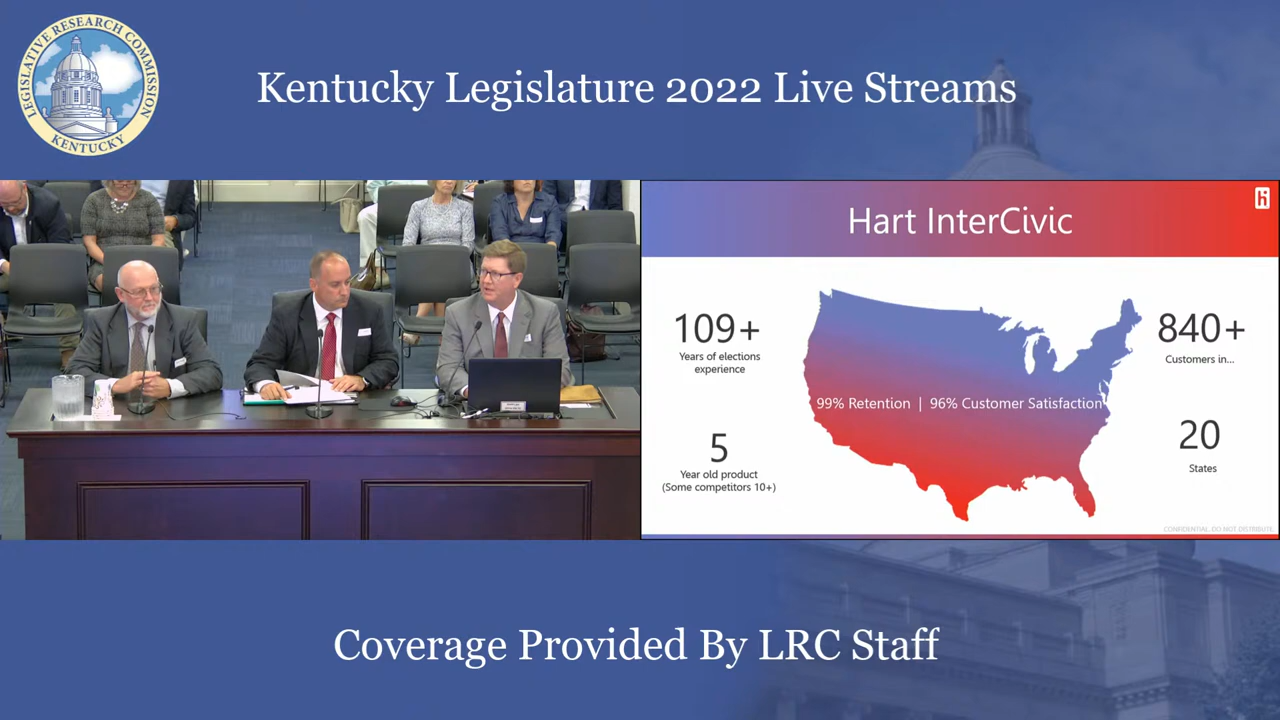 LEGISLATIVE RESEARCH COMMISSION
KENTUCKY
Kentucky Legislature 2022 Live Streams
Hart InterCivic
109+
Years of elections
experience
840+
Customers in...
99% Retention | 96% Customer Satisfaction
5
Year old product
(Some competitors 10+)
20
States
CONFIDENTIAL. DO NOT DISTRIBUTE.
Coverage Provided By LRC Staff